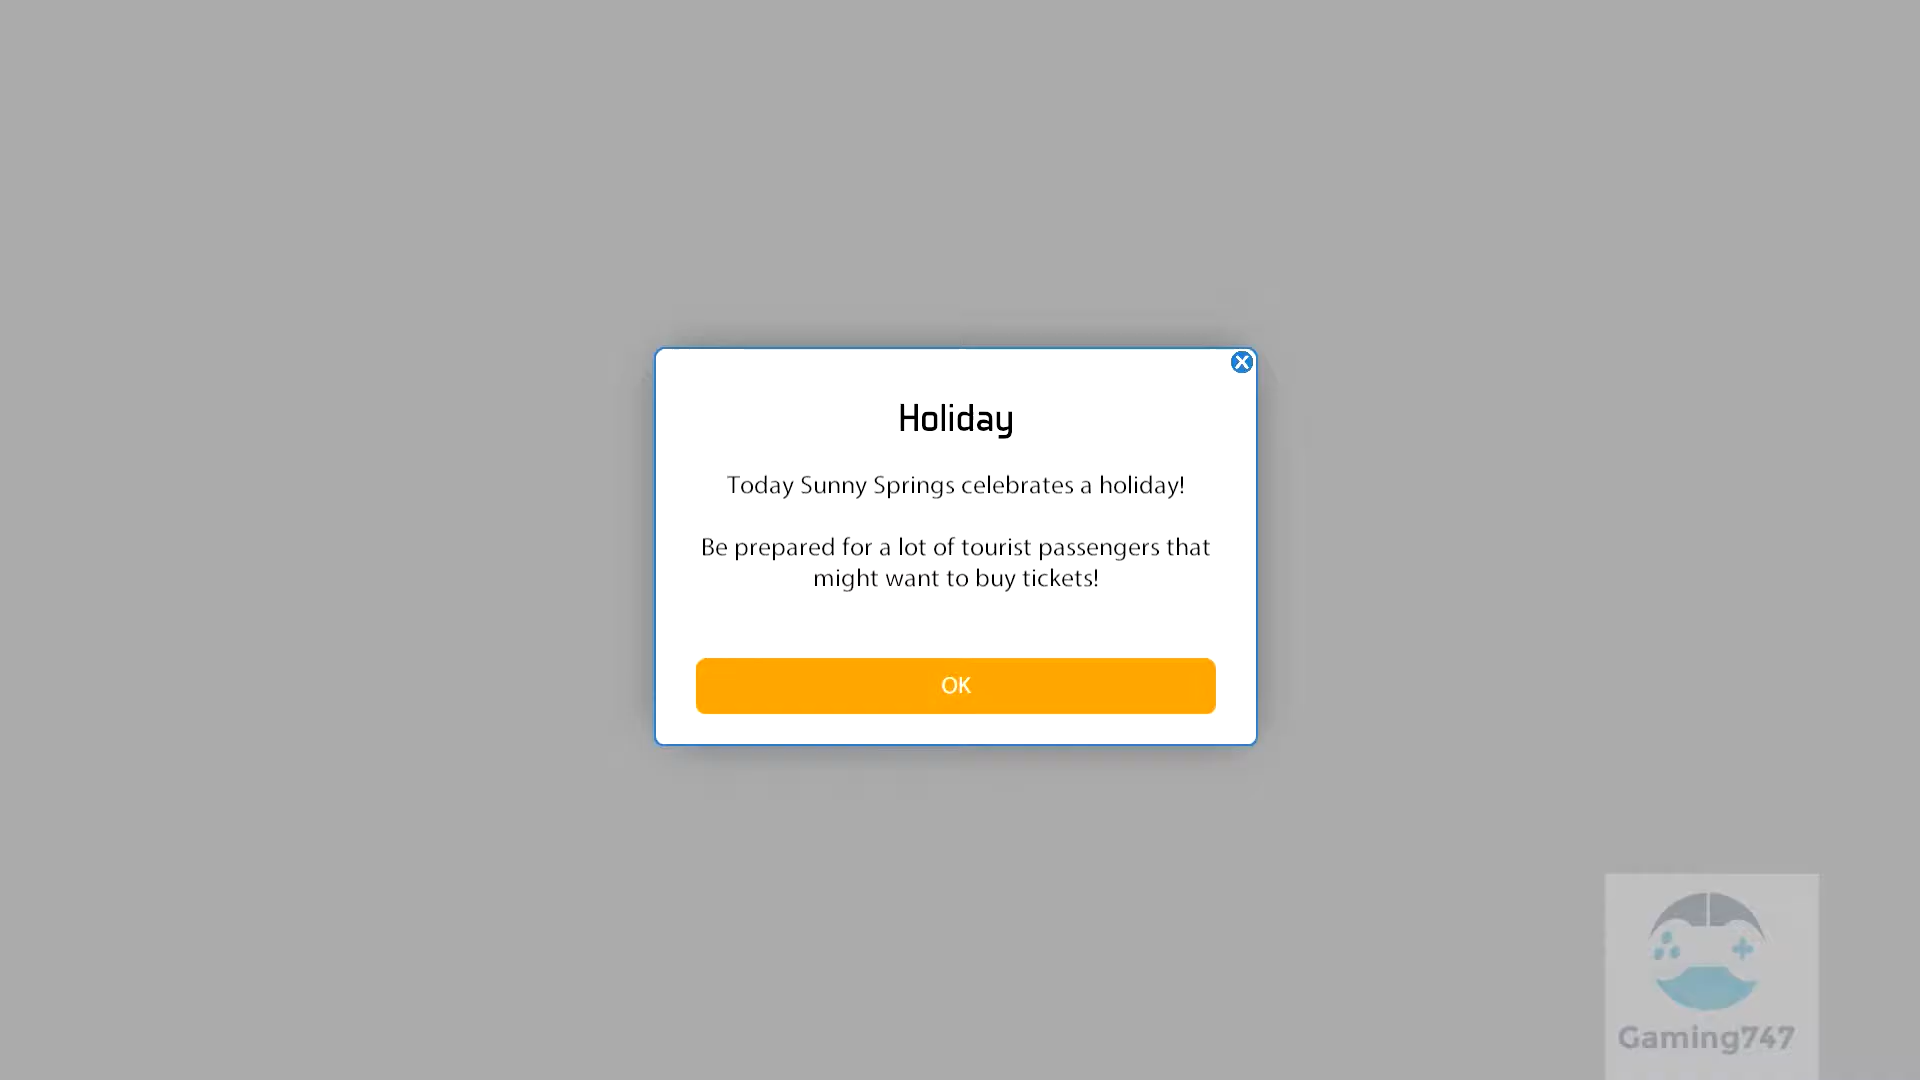 Holiday
Today Sunny Springs celebrates a holiday!
Be prepared for a lot of tourist passengers that
might want to buy tickets!
OK
Gaming747